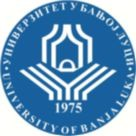 УНИВЕРЗИТЕТ У БАЊОЈ ЛУЦИ
UNIVERSITY OF BANJA LUKA
1975